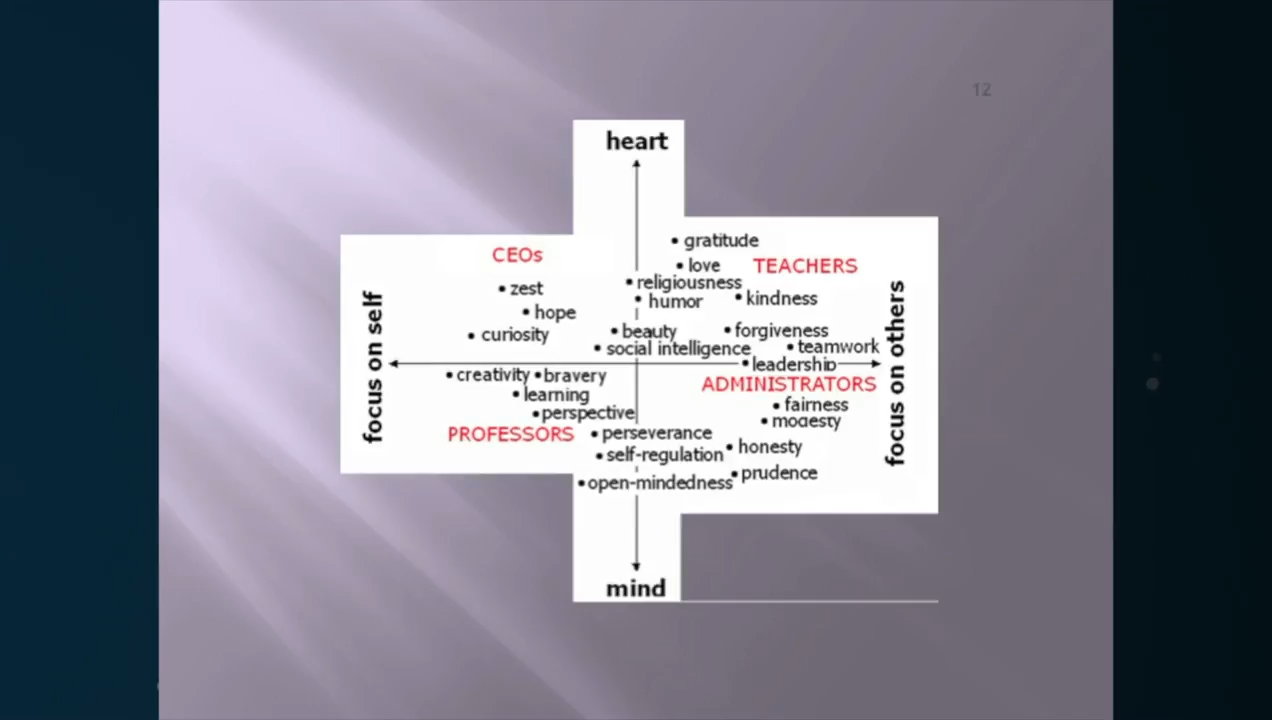 12
heart
gratitude
CEOs
love
TEACHERS
religiousness
zest
humor
kindness
hope
beauty
forgiveness
curiosity
social intelligence
teamwork
leadership
focus on self
focus on others
creativity
bravery
ADMINISTRATORS
learning
fairness
perspective
modesty
PROFESSORS
perseverance
honesty
self-regulation
prudence
open-mindedness
mind